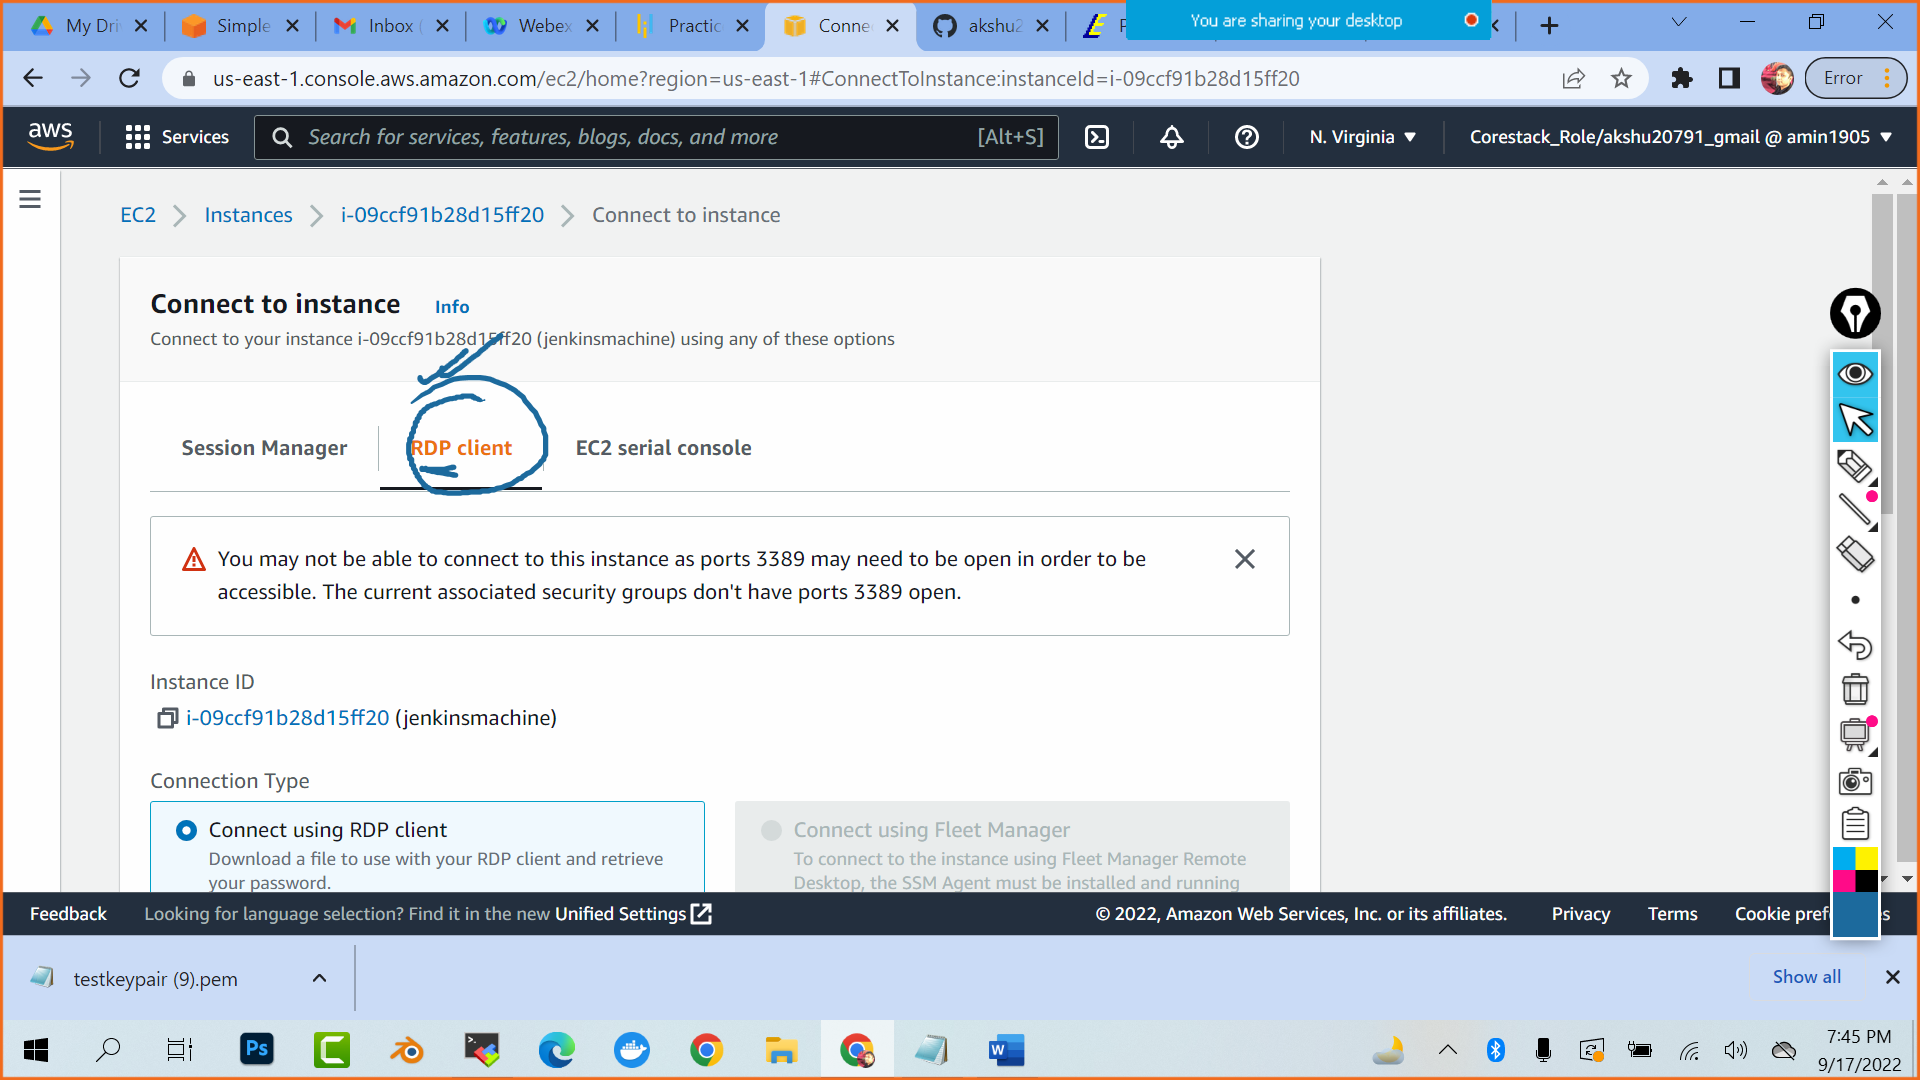 My Dri
Simple
Inbox (
Webex
Practic
Conne
akshu2
You are sharing your desktop
us-east-1.console.aws.amazon.com/ec2/home?region=us-east-1#ConnectToInstance:instanceId=i-09ccf91b28d15ff20
Error
aws
Services
Search for services, features, blogs, docs, and more
[Alt+S]
N. Virginia
Corestack_Role/akshu20791_gmail @ amin1905
EC2
Instances
i-09ccf91b28d15ff20
Connect to instance
Connect to instance
Info
Connect to your instance i-09ccf91b28d15ff20 (jenkinsmachine) using any of these options
Session Manager
RDP client
EC2 serial console
You may not be able to connect to this instance as ports 3389 may need to be open in order to be
accessible. The current associated security groups don't have ports 3389 open.
Instance ID
i-09ccf91b28d15ff20 (jenkinsmachine)
Connection Type
Connect using RDP client
Download a file to use with your RDP client and retrieve
your password.
Connect using Fleet Manager
To connect to the instance using Fleet Manager Remote
Desktop, the SSM Agent must be installed and running
Feedback
Looking for language selection? Find it in the new Unified Settings
© 2022, Amazon Web Services, Inc. or its affiliates.
Privacy
Terms
Cookie pref
s
testkeypair (9).pem
Show all
Ps
C
W
7:45 PM
9/17/2022